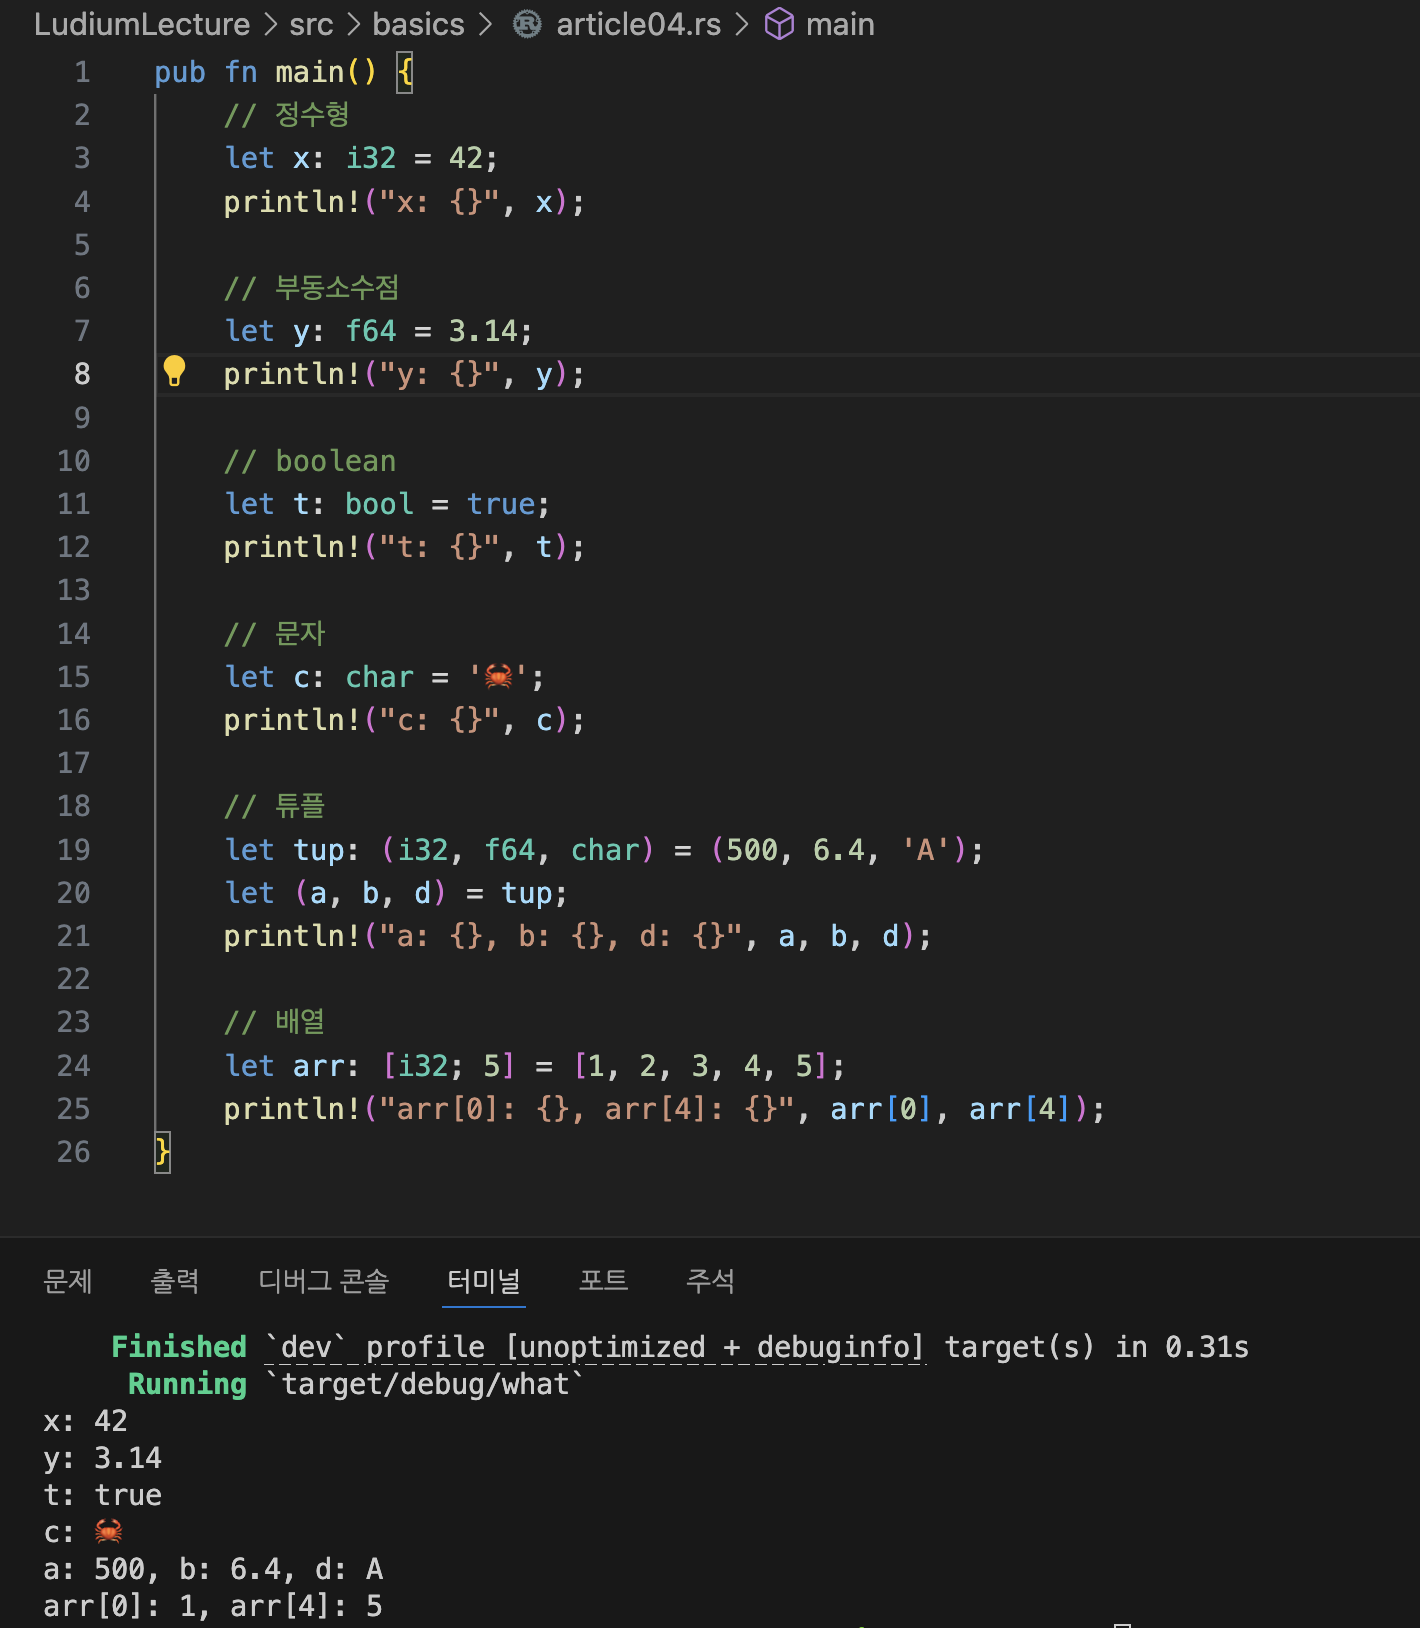 LudiumLecture > src > basics > article04.rs > main
1 pub fn main() {
2     // 정수형
3     let x: i32 = 42;
4     println!("x: {}", x);
5
6     // 부동소수점
7     let y: f64 = 3.14;
8     println!("y: {}", y);
9
10     // boolean
11     let t: bool = true;
12     println!("t: {}", t);
13
14     // 문자
15     let c: char = '🦀';
16     println!("c: {}", c);
17
18     // 튜플
19     let tup: (i32, f64, char) = (500, 6.4, 'A');
20     let (a, b, d) = tup;
21     println!("a: {}, b: {}, d: {}", a, b, d);
22
23     // 배열
24     let arr: [i32; 5] = [1, 2, 3, 4, 5];
25     println!("arr[0]: {}, arr[4]: {}", arr[0], arr[4]);
26 }
문제 출력 디버그 콘솔 터미널 포트 주석
Finished `dev` profile [unoptimized + debuginfo] target(s) in 0.31s
Running `target/debug/what`
x: 42
y: 3.14
t: true
c: 🦀
a: 500, b: 6.4, d: A
arr[0]: 1, arr[4]: 5